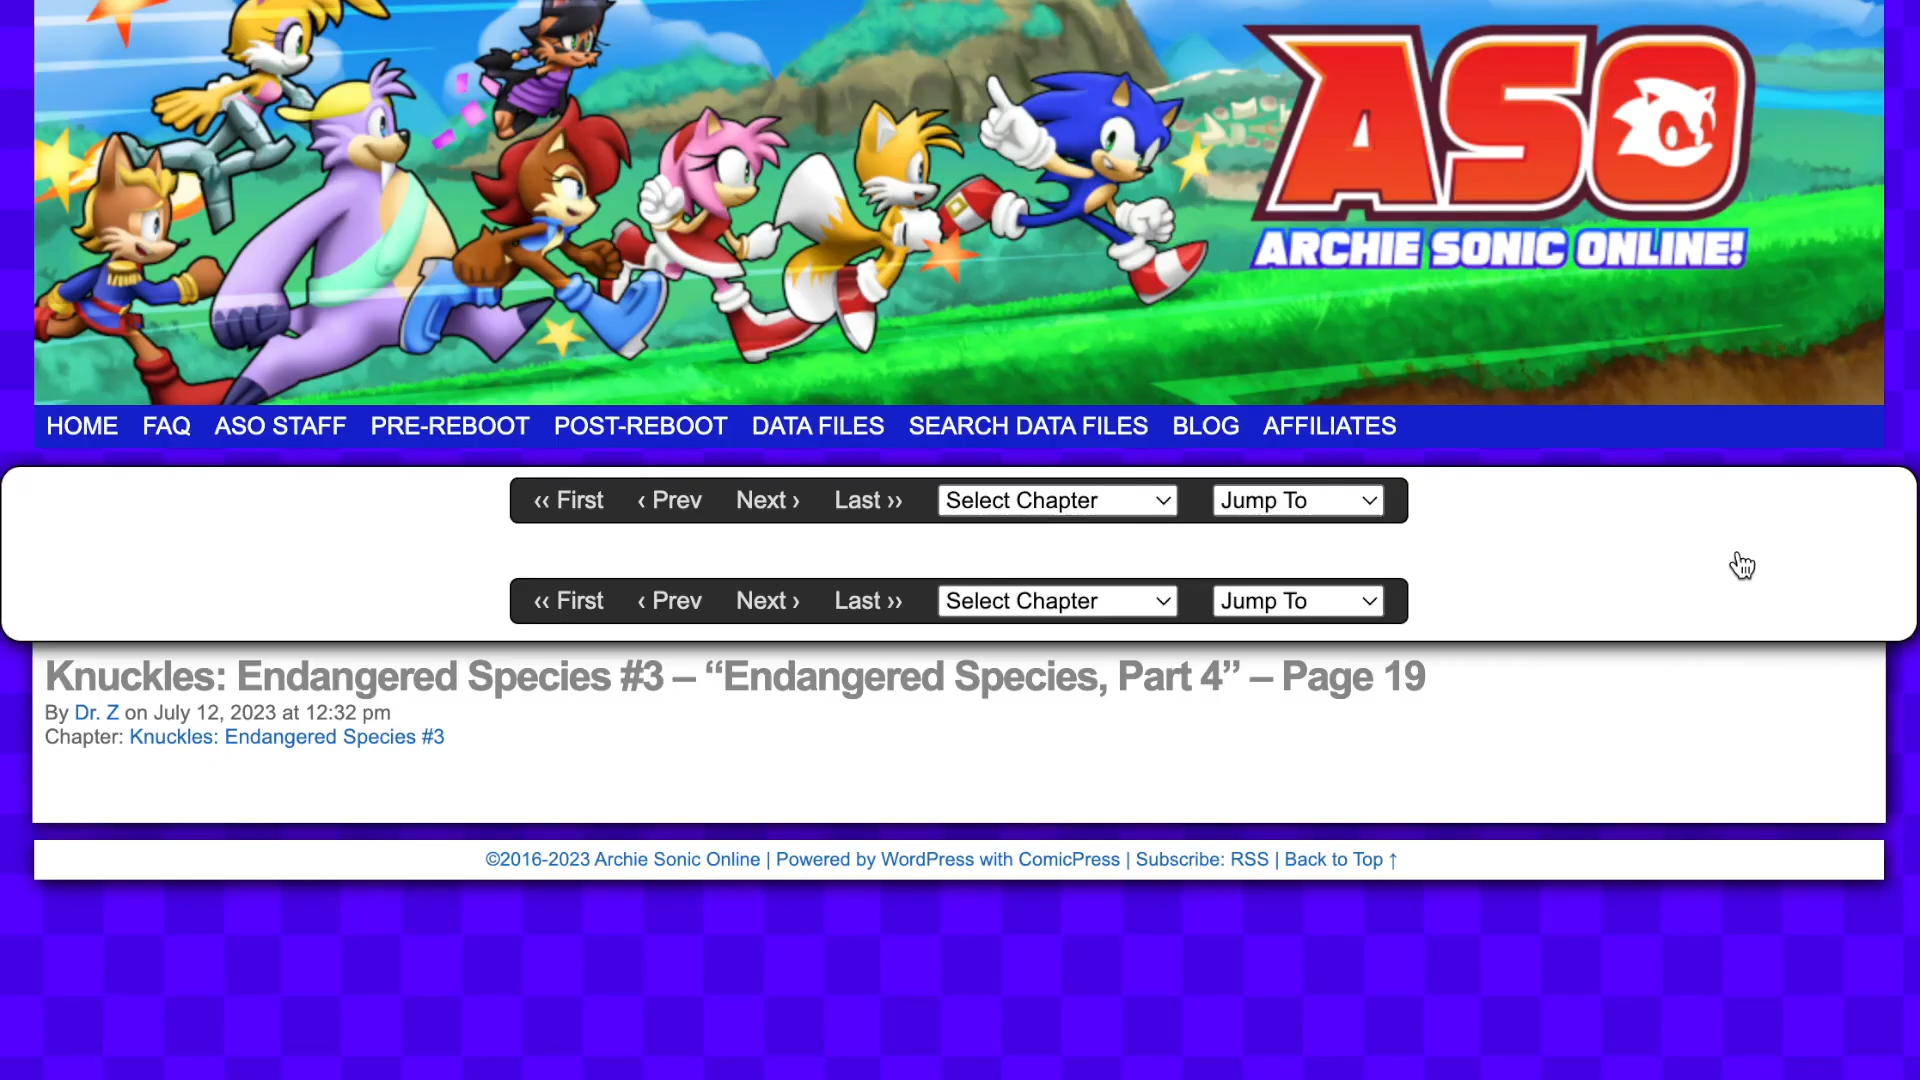 ASO
ARCHIE SONIC ONLINE!
HOME FAQ ASO STAFF PRE-REBOOT POST-REBOOT DATA FILES SEARCH DATA FILES BLOG AFFILIATES
‹‹ First ‹ Prev Next › Last ›› Select Chapter Jump To
‹‹ First ‹ Prev Next › Last ›› Select Chapter Jump To
Knuckles: Endangered Species #3 – “Endangered Species, Part 4” – Page 19
By Dr. Z on July 12, 2023 at 12:32 pm
Chapter: Knuckles: Endangered Species #3
©2016-2023 Archie Sonic Online | Powered by WordPress with ComicPress | Subscribe: RSS | Back to Top ↑